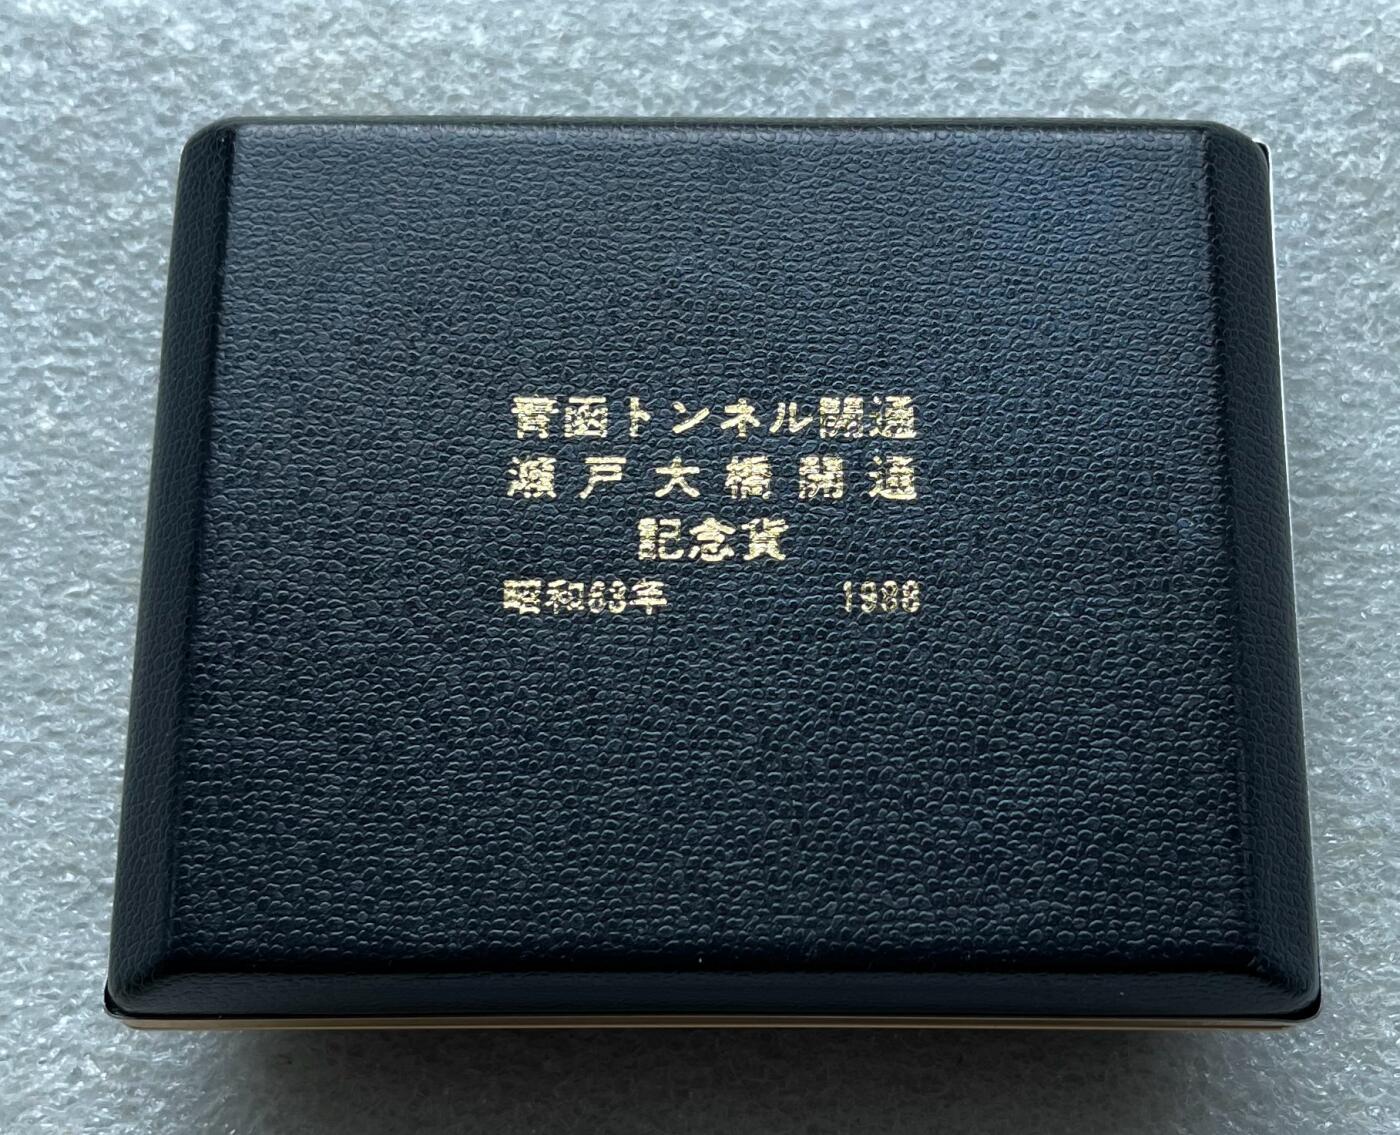 青函トンネル開通
瀬戸大橋開通
記念貨
昭和63年 1988